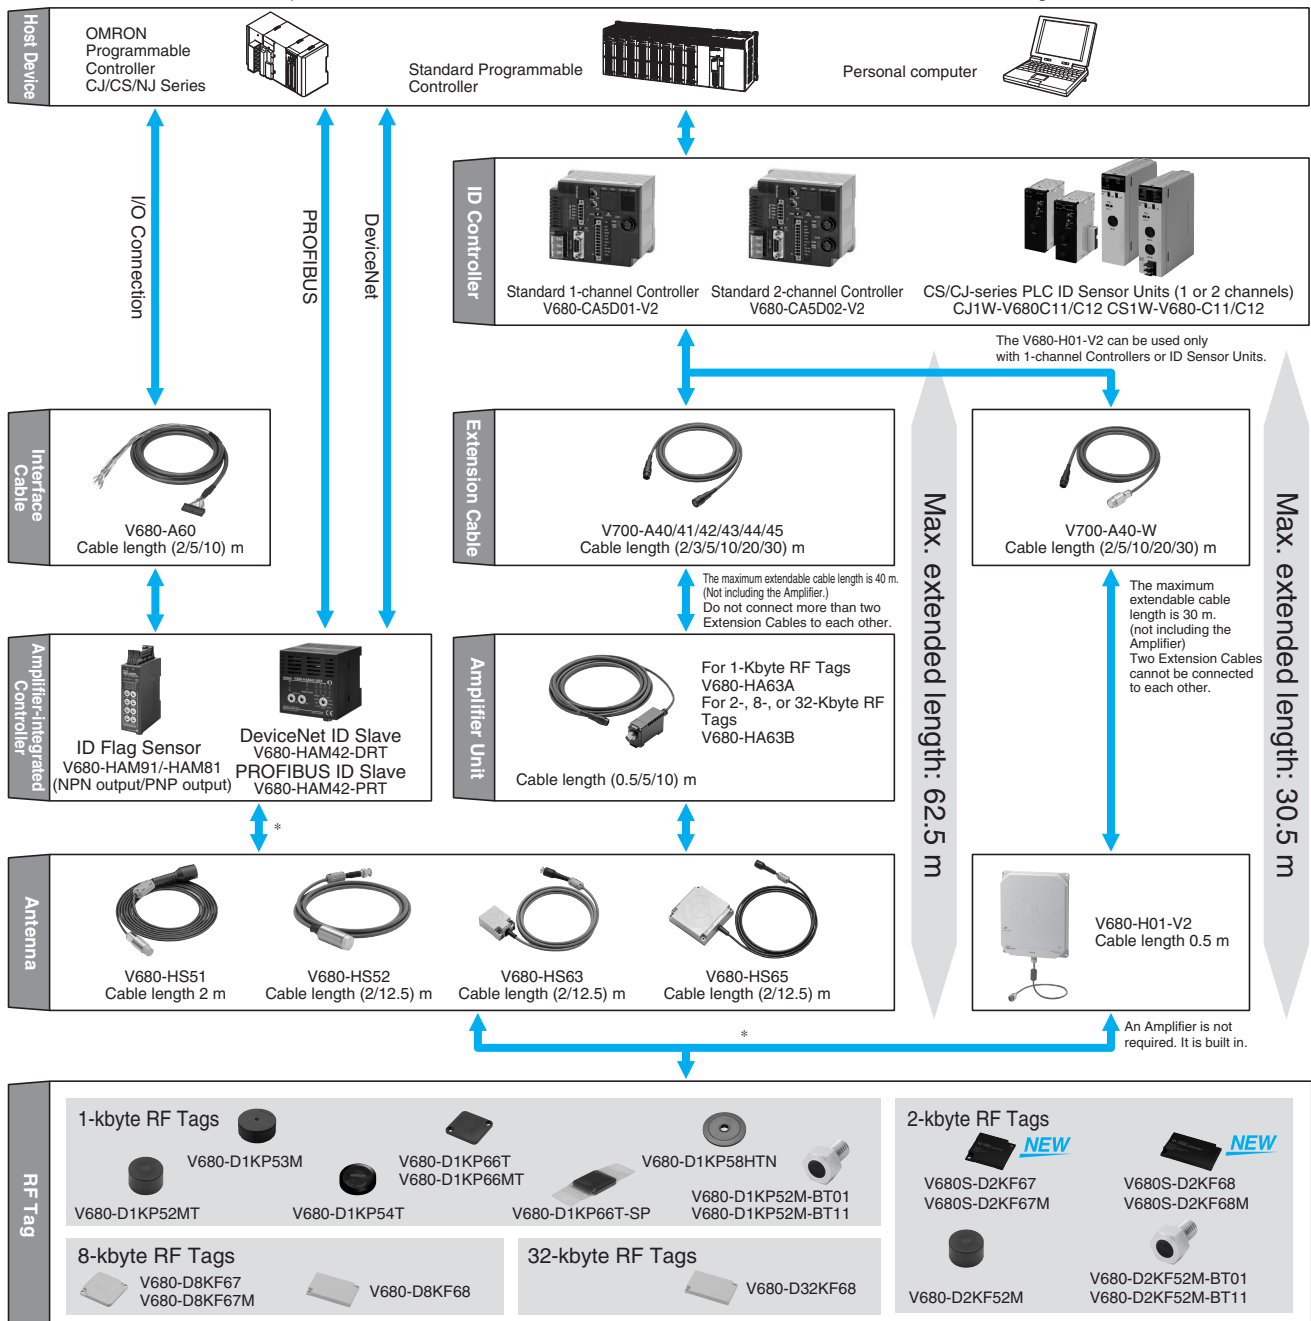 Host Device
OMRON
Programmable
Controller
CJ/CS/NJ Series
Standard Programmable
Controller
Personal computer
I/O Connection
PROFIBUS
DeviceNet
ID Controller
Standard 1-channel Controller
V680-CA5D01-V2
Standard 2-channel Controller
V680-CA5D02-V2
CS/CJ-series PLC ID Sensor Units (1 or 2 channels)
CJ1W-V680C11/C12 CS1W-V680-C11/C12
The V680-H01-V2 can be used only
with 1-channel Controllers or ID Sensor Units.
Interface
Cable
V680-A60
Cable length (2/5/10) m
Extension Cable
V700-A40/41/42/43/44/45
Cable length (2/3/5/10/20/30) m
V700-A40-W
Cable length (2/5/10/20/30) m
Max. extended length: 62.5 m
Max. extended length: 30.5 m
The maximum extendable cable length is 40 m.
(Not including the Amplifier.)
Do not connect more than two
Extension Cables to each other.
The maximum
extendable cable
length is 30 m.
(not including the
Amplifier)
Two Extension Cables
cannot be connected
to each other.
Amplifier-integrated
Controller
ID Flag Sensor
V680-HAM91/-HAM81
(NPN output/PNP output)
DeviceNet ID Slave
V680-HAM42-DRT
PROFIBUS ID Slave
V680-HAM42-PRT
Amplifier Unit
For 1-Kbyte RF Tags
V680-HA63A
For 2-, 8-, or 32-Kbyte RF
Tags
V680-HA63B
Cable length (0.5/5/10) m
*
Antenna
V680-HS51
Cable length 2 m
V680-HS52
Cable length (2/12.5) m
V680-HS63
Cable length (2/12.5) m
V680-HS65
Cable length (2/12.5) m
V680-H01-V2
Cable length 0.5 m
*
An Amplifier is not
required. It is built in.
RF Tag
1-kbyte RF Tags
V680-D1KP53M
V680-D1KP66T
V680-D1KP66MT
V680-D1KP58HTN
V680-D1KP52MT
V680-D1KP54T
V680-D1KP66T-SP
V680-D1KP52M-BT01
V680-D1KP52M-BT11
2-kbyte RF Tags
NEW
NEW
V680S-D2KF67
V680S-D2KF67M
V680S-D2KF68
V680S-D2KF68M
V680-D2KF52M
V680-D2KF52M-BT01
V680-D2KF52M-BT11
8-kbyte RF Tags
V680-D8KF67
V680-D8KF67M
V680-D8KF68
32-kbyte RF Tags
V680-D32KF68